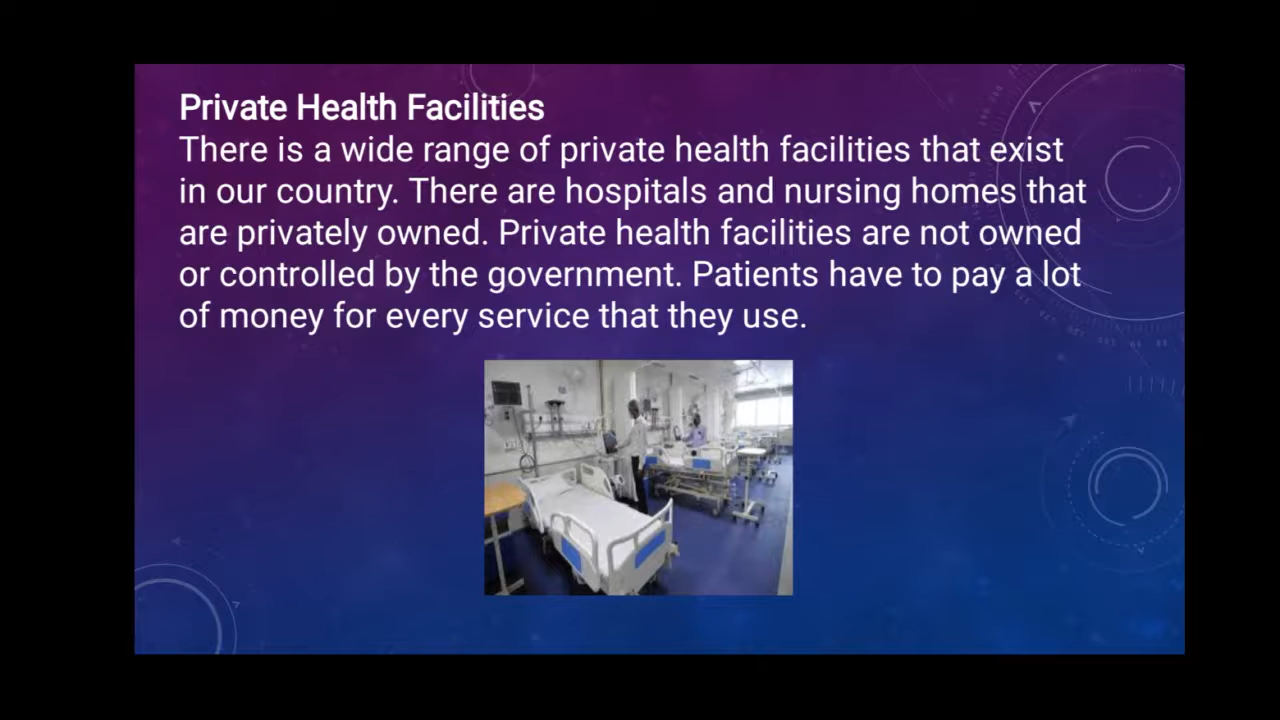 Private Health Facilities
There is a wide range of private health facilities that exist
in our country. There are hospitals and nursing homes that
are privately owned. Private health facilities are not owned
or controlled by the government. Patients have to pay a lot
of money for every service that they use.